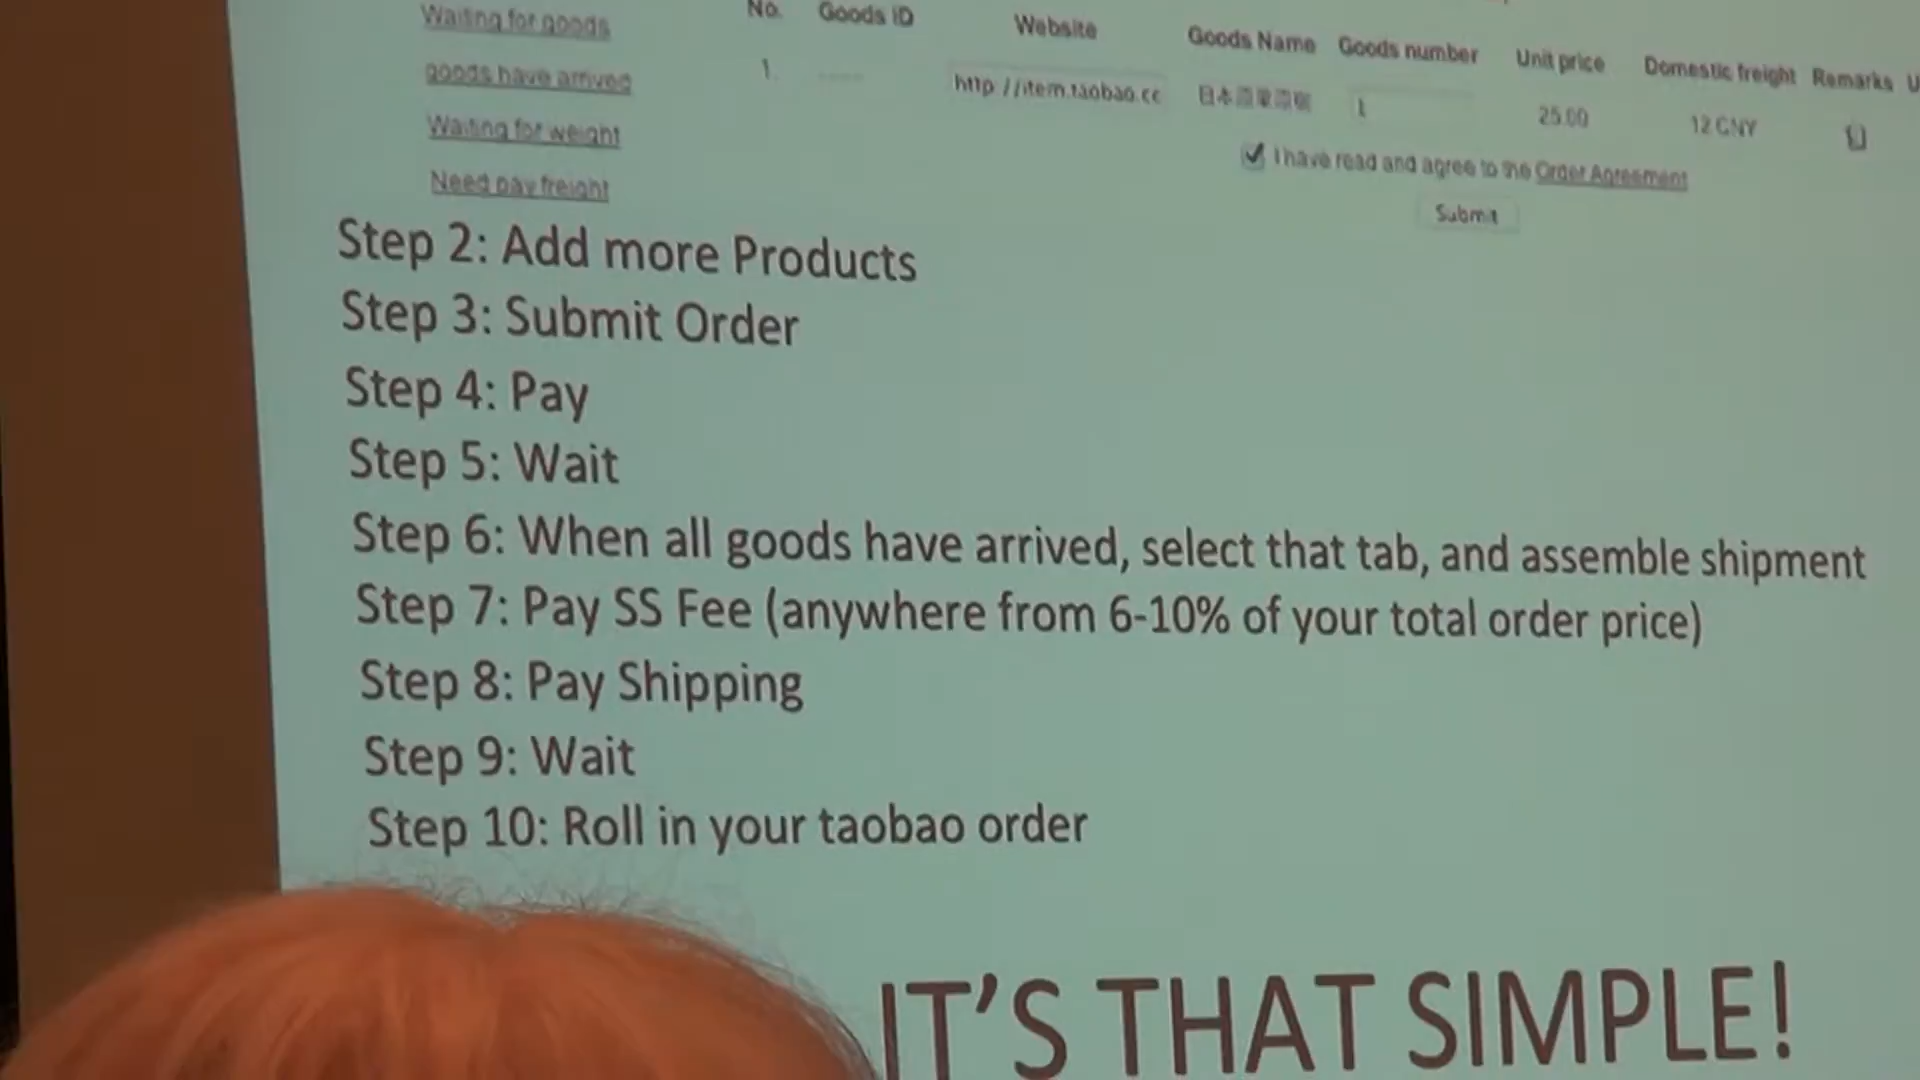 Waiting for goods
No. Goods ID Website Goods Name Goods number Unit price Domestic freight Remarks U
goods have arrived
1. http://item.taobao.cc 日本 1 25.00 12 CNY
Waiting for weight
I have read and agree to the Order Agreement
Need pay freight
Submit
Step 2: Add more Products
Step 3: Submit Order
Step 4: Pay
Step 5: Wait
Step 6: When all goods have arrived, select that tab, and assemble shipment
Step 7: Pay SS Fee (anywhere from 6-10% of your total order price)
Step 8: Pay Shipping
Step 9: Wait
Step 10: Roll in your taobao order
IT'S THAT SIMPLE!